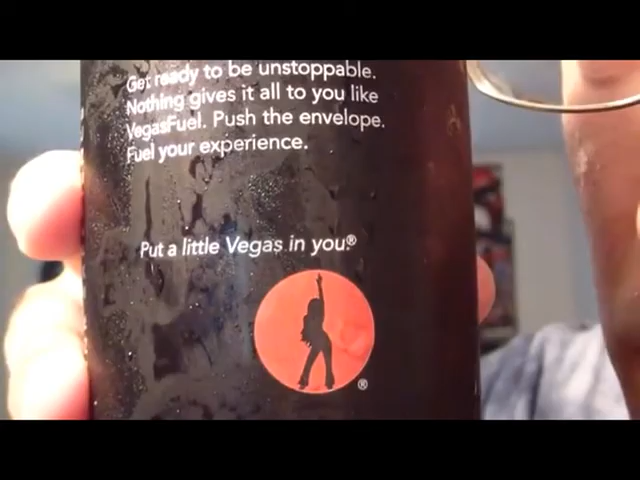 Get ready to be unstoppable.
Nothing gives it all to you like
VegasFuel. Push the envelope.
Fuel your experience.
Put a little Vegas in you.®
®